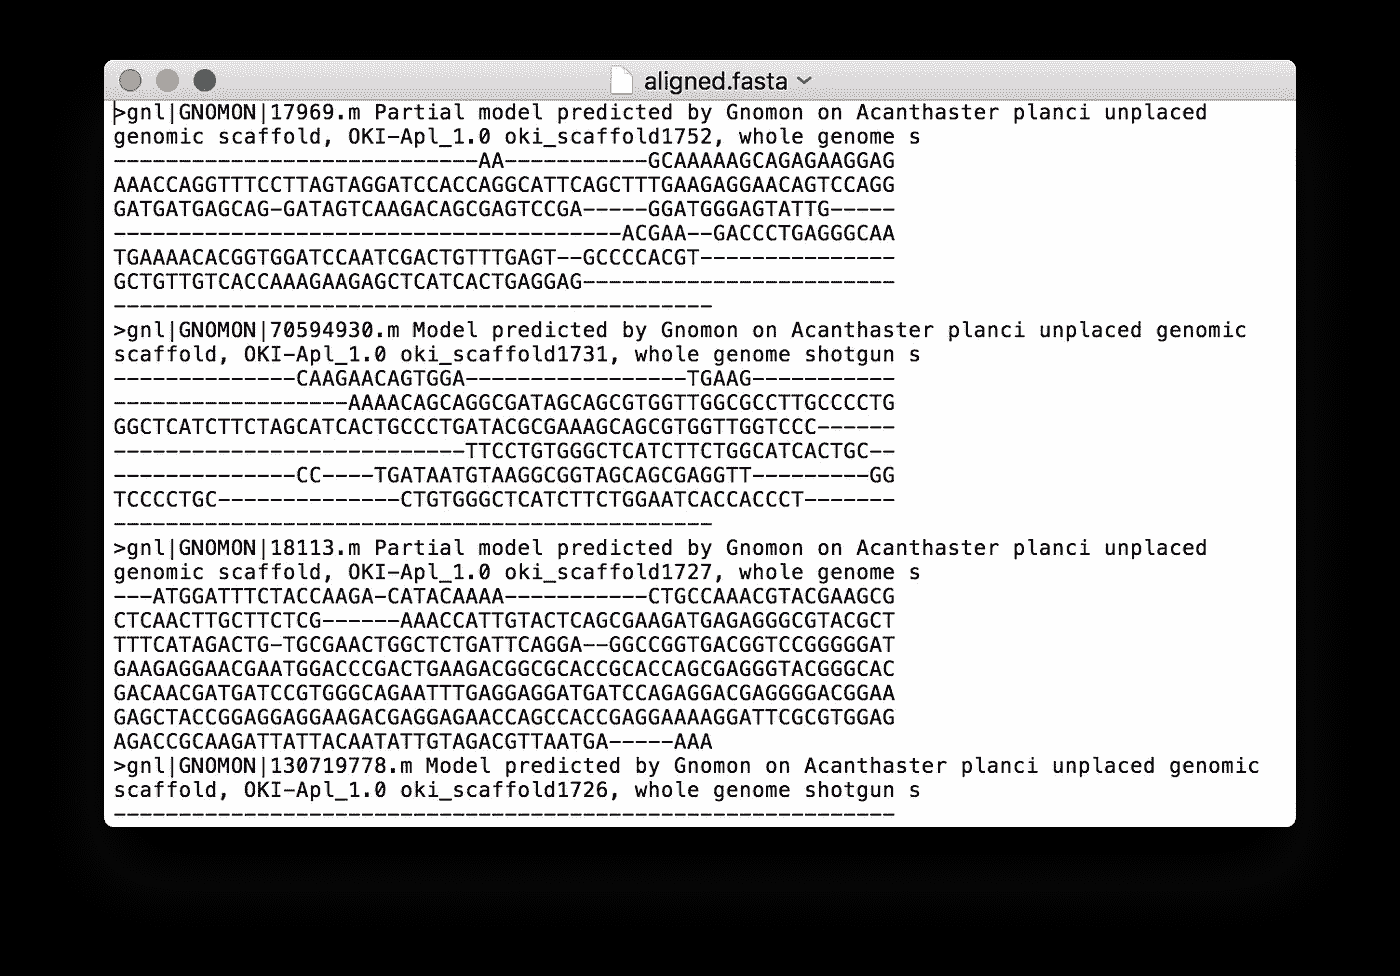 aligned.fasta
>gnl|GNOMON|17969.m Partial model predicted by Gnomon on Acanthaster planci unplaced
genomic scaffold, OKI-Apl_1.0 oki_scaffold1752, whole genome s
----------------------------AA-----------GCAAAAAGCAGAGAAGGAG
AAACCAGGTTTCCTTAGTAGGATCCACCAGGCATTCAGCTTTGAAGAGGAACAGTCCAGG
GATGATGAGCAG-GATAGTCAAGACAGCGAGTCCGA-----GGATGGGAGTATTG-----
---------------------------------------ACGAA--GACCCTGAGGGCAA
TGAAAACACGGTGGATCCAATCGACTGTTTGAGT--GCCCCACGT---------------
GCTGTTGTCACCAAAGAAGAGCTCATCACTGAGGAG------------------------
----------------------------------------------
>gnl|GNOMON|70594930.m Model predicted by Gnomon on Acanthaster planci unplaced genomic
scaffold, OKI-Apl_1.0 oki_scaffold1731, whole genome shotgun s
--------------CAAGAACAGTGGA-----------------TGAAG-----------
------------------AAAACAGCAGGCGATAGCAGCGTGGTTGGCGCCTTGCCCCTG
GGCTCATCTTCTAGCATCACTGCCCTGATACGCGAAAGCAGCGTGGTTGGTCCC------
---------------------------TTCCTGTGGGCTCATCTTCTGGCATCACTGC--
--------------CC----TGATAATGTAAGGCGGTAGCAGCGAGGTT---------GG
TCCCCTGC--------------CTGTGGGCTCATCTTCTGGAATCACCACCCT-------
----------------------------------------------
>gnl|GNOMON|18113.m Partial model predicted by Gnomon on Acanthaster planci unplaced
genomic scaffold, OKI-Apl_1.0 oki_scaffold1727, whole genome s
---ATGGATTTCTACCAAGA-CATACAAAA-----------CTGCCAAACGTACGAAGCG
CTCAACTTGCTTCTCG------AAACCATTGTACTCAGCGAAGATGAGAGGGCGTACGCT
TTTCATAGACTG-TGCGAACTGGCTCTGATTCAGGA--GGCCGGTGACGGTCCGGGGGAT
GAAGAGGAACGAATGGACCCGACTGAAGACGGCGCACCGCACCAGCGAGGGTACGGGCAC
GACAACGATGATCCGTGGGCAGAATTTGAGGAGGATGATCCAGAGGACGAGGGGACGGAA
GAGCTACCGGAGGAGGAAGACGAGGAGAACCAGCCACCGAGGAAAAGGATTCGCGTGGAG
AGACCGCAAGATTATTACAATATTGTAGACGTTAATGA-----AAA
>gnl|GNOMON|130719778.m Model predicted by Gnomon on Acanthaster planci unplaced genomic
scaffold, OKI-Apl_1.0 oki_scaffold1726, whole genome shotgun s
------------------------------------------------------------